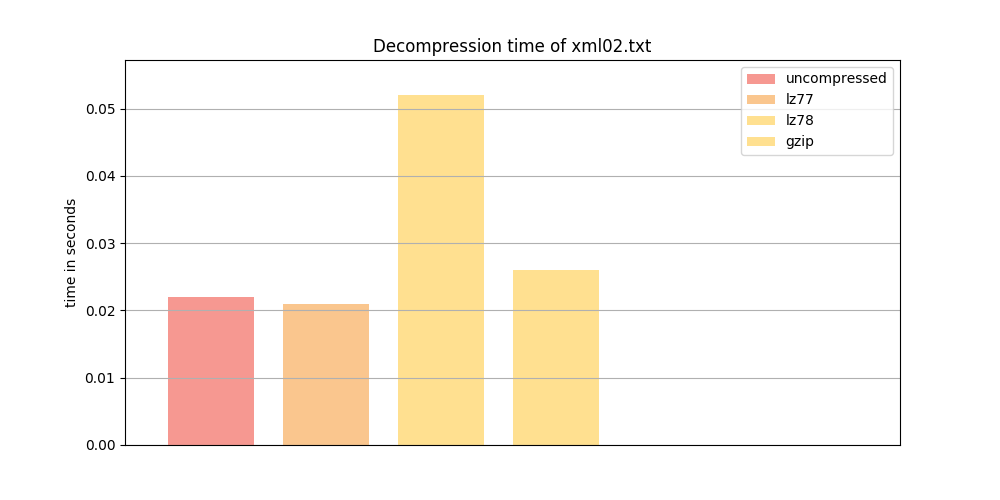 Decompression time of xml02.txt
uncompressed
lz77
lz78
gzip
time in seconds
0.05
0.04
0.03
0.02
0.01
0.00